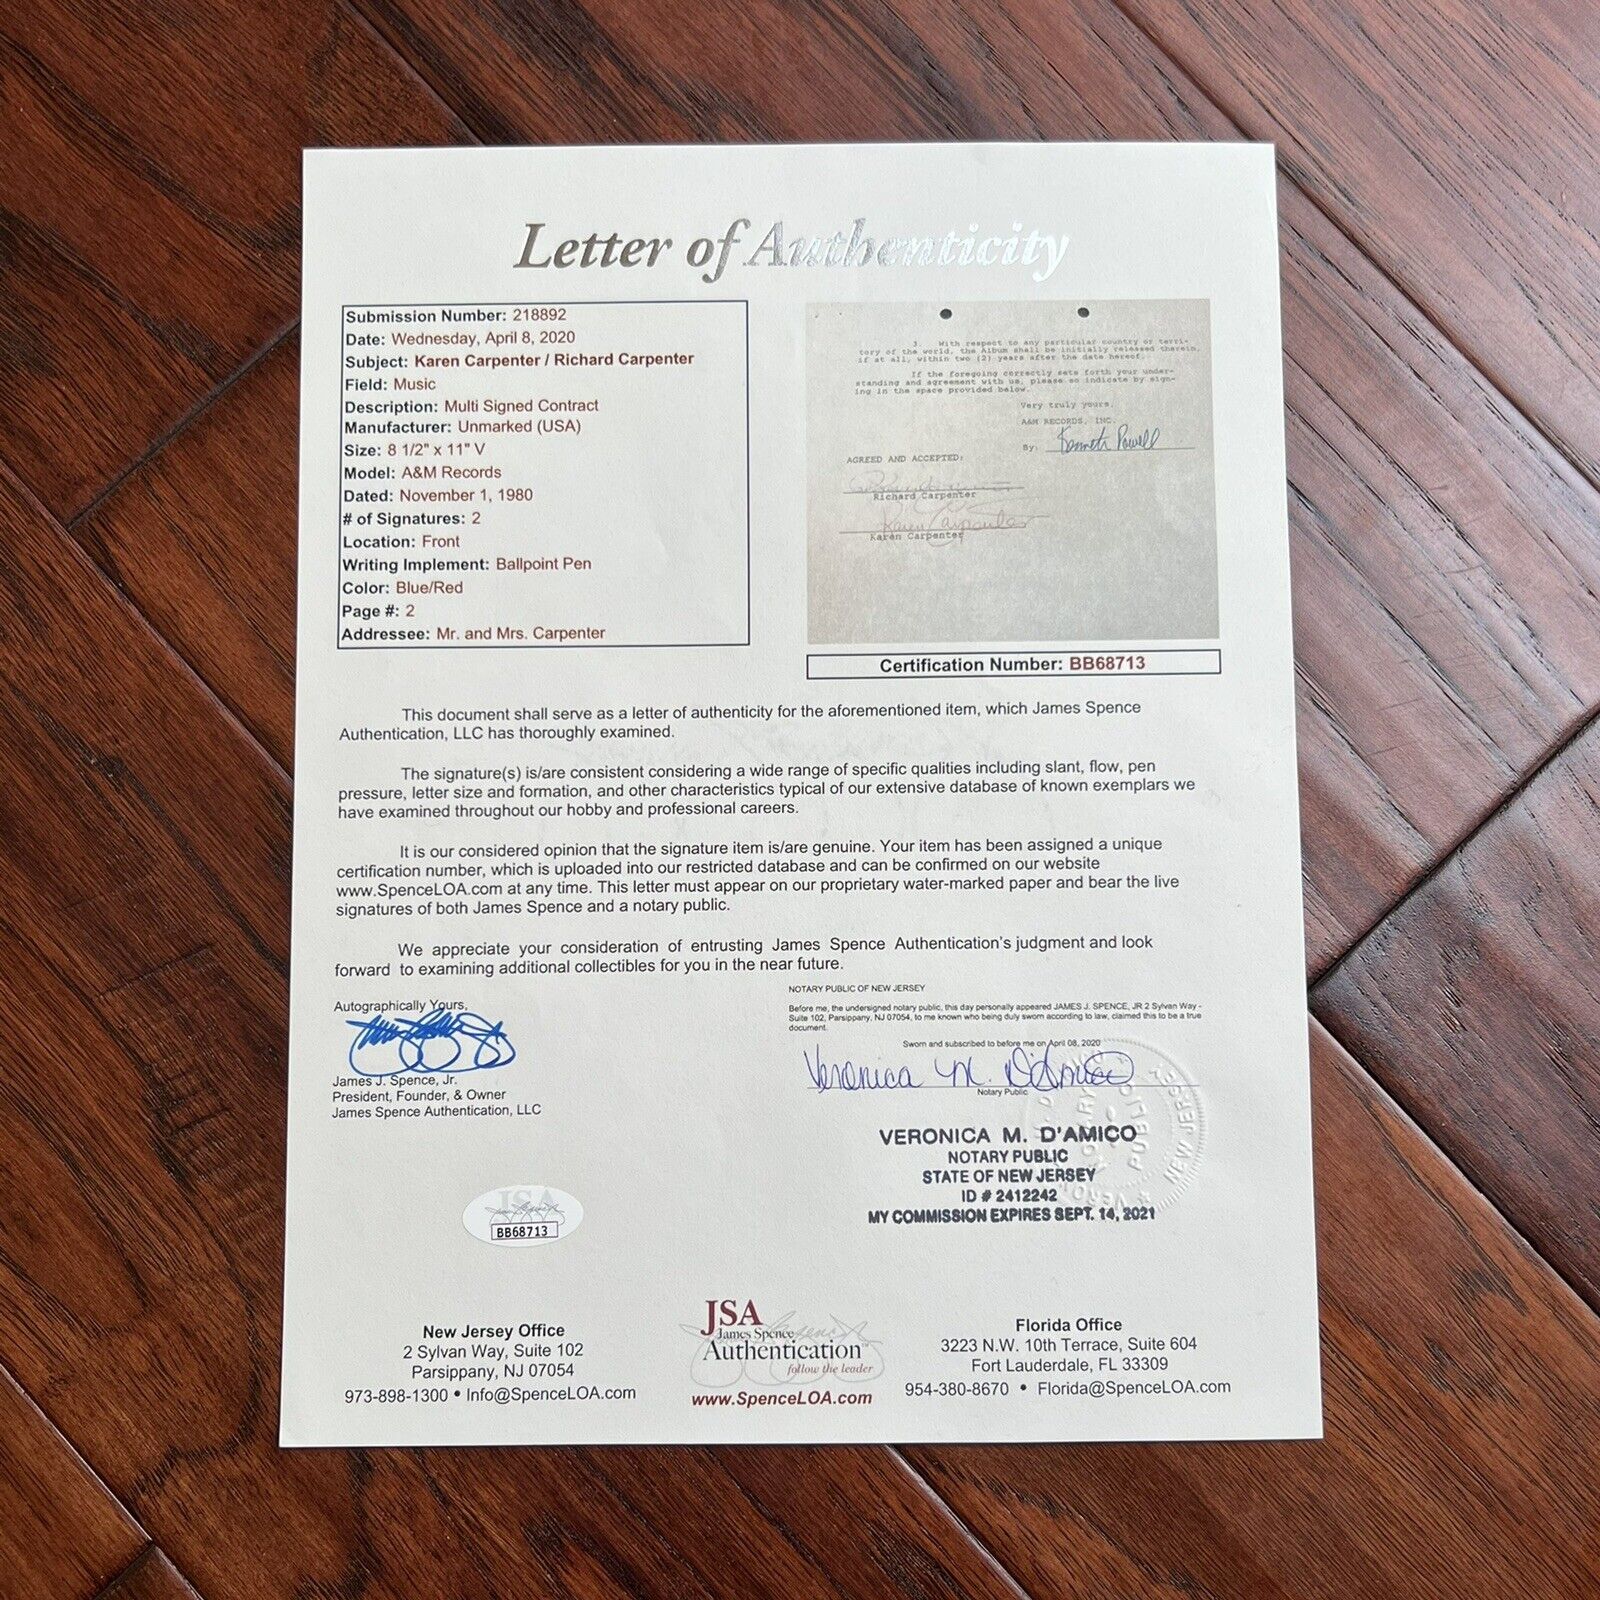 Letter of Authenticity
Submission Number: 218892
Date: Wednesday, April 8, 2020
Subject: Karen Carpenter / Richard Carpenter
Field: Music
Description: Multi Signed Contract
Manufacturer: Unmarked (USA)
Size: 8 1/2" x 11" V
Model: A&M Records
Dated: November 1, 1980
# of Signatures: 2
Location: Front
Writing Implement: Ballpoint Pen
Color: Blue/Red
Page #: 2
Addressee: Mr. and Mrs. Carpenter
3. With respect to any particular country or terri-
tory of the world, the Album shall be initially released therein,
if at all, within two (2) years after the date hereof.
If the foregoing correctly sets forth your under-
standing and agreement with us, please so indicate by sign-
ing in the space provided below.
Very truly yours,
A&M RECORDS, INC.
By: Kenneth Powell
AGREED AND ACCEPTED:
Richard Carpenter
Karen Carpenter
Karen Carpenter
Certification Number: BB68713
This document shall serve as a letter of authenticity for the aforementioned item, which James Spence
Authentication, LLC has thoroughly examined.
The signature(s) is/are consistent considering a wide range of specific qualities including slant, flow, pen
pressure, letter size and formation, and other characteristics typical of our extensive database of known exemplars we
have examined throughout our hobby and professional careers.
It is our considered opinion that the signature item is/are genuine. Your item has been assigned a unique
certification number, which is uploaded into our restricted database and can be confirmed on our website
www.SpenceLOA.com at any time. This letter must appear on our proprietary water-marked paper and bear the live
signatures of both James Spence and a notary public.
We appreciate your consideration of entrusting James Spence Authentication's judgment and look
forward to examining additional collectibles for you in the near future.
Autographically Yours,
James J. Spence, Jr.
President, Founder, & Owner
James Spence Authentication, LLC
NOTARY PUBLIC OF NEW JERSEY
Before me, the undersigned notary public, this day personally appeared JAMES J. SPENCE, JR 2 Sylvan Way -
Suite 102, Parsippany, NJ 07054, to me known who being duly sworn according to law, claimed this to be a true
document.
Sworn and subscribed to before me on April 08, 2020
Veronica M. D'Amico
Notary Public
VERONICA M. D'AMICO
NOTARY PUBLIC
STATE OF NEW JERSEY
ID # 2412242
MY COMMISSION EXPIRES SEPT. 14, 2021
NOTARY PUBLIC
NEW JERSEY
JSA
BB68713
New Jersey Office
2 Sylvan Way, Suite 102
Parsippany, NJ 07054
973-898-1300 • Info@SpenceLOA.com
JSA
James Spence
Authentication™
follow the leader
www.SpenceLOA.com
Florida Office
3223 N.W. 10th Terrace, Suite 604
Fort Lauderdale, FL 33309
954-380-8670 • Florida@SpenceLOA.com